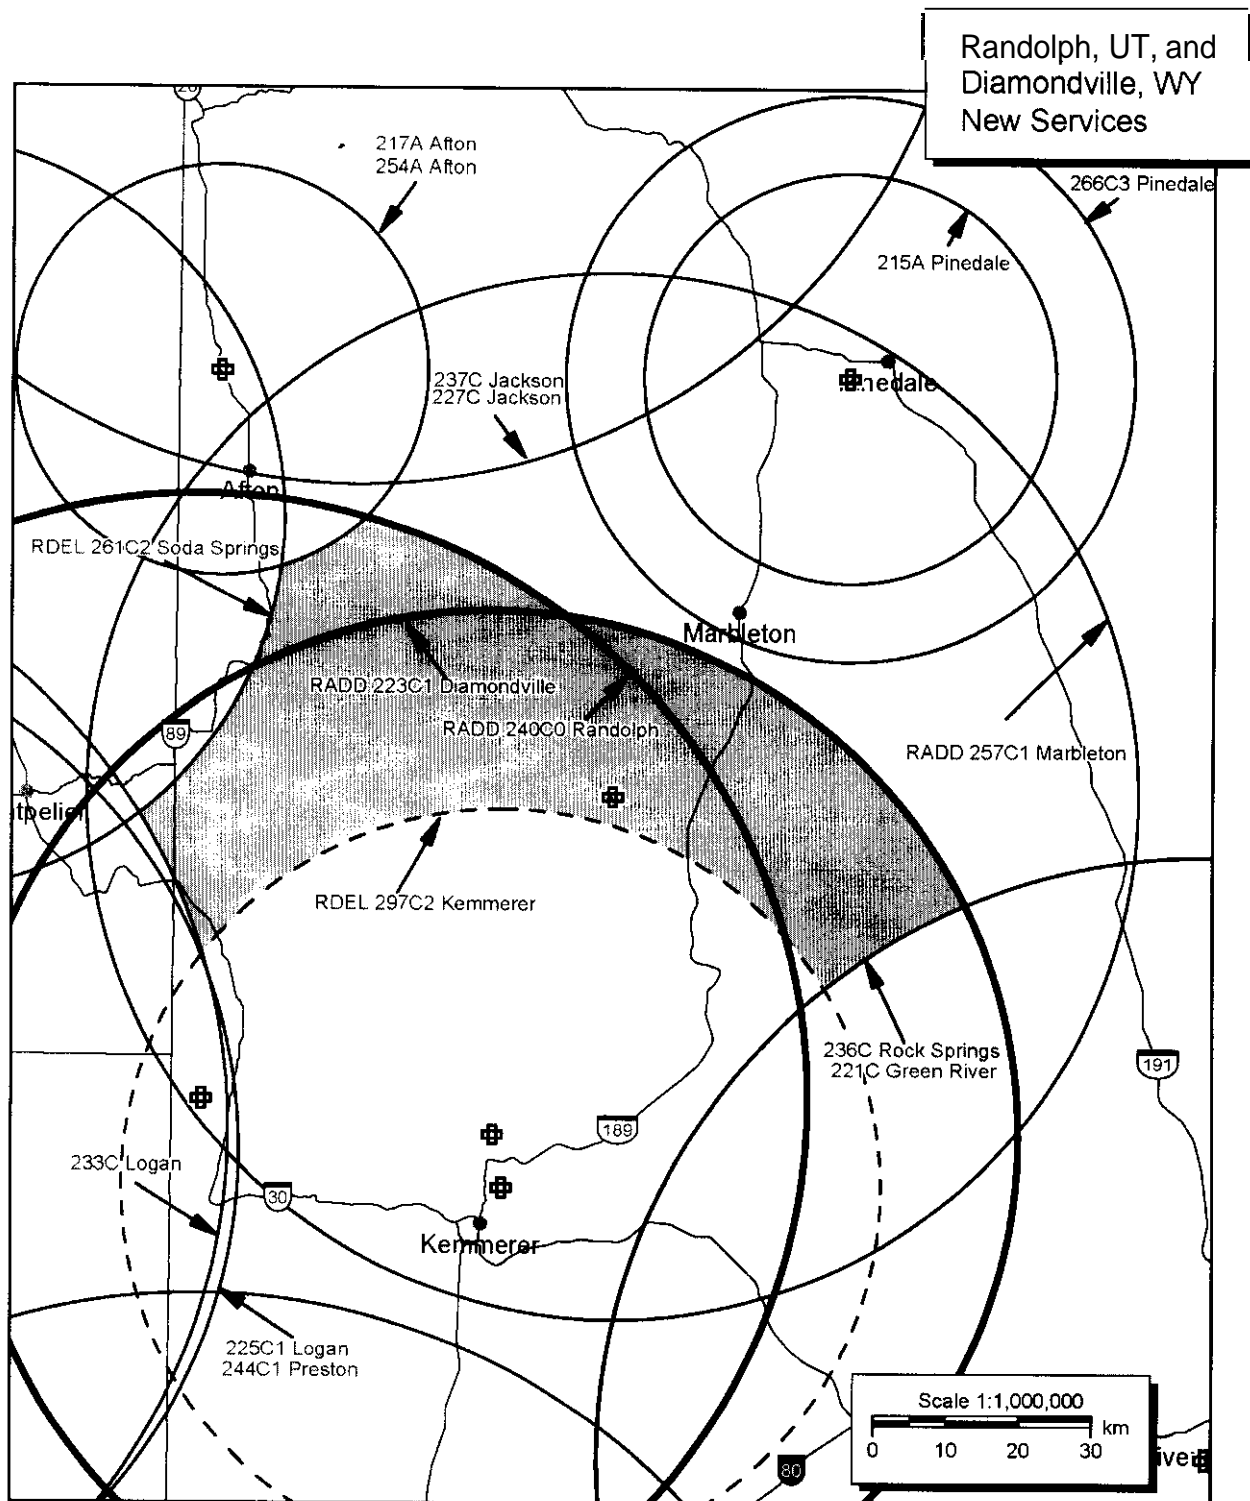 Randolph, UT, and
Diamondville, WY
New Services
217A Afton
254A Afton
266C3 Pinedale
215A Pinedale
237C Jackson
227C Jackson
Afton
RDEL 261C2 Soda Springs
Marbleton
RADD 223C1 Diamondville
RADD 240C0 Randolph
89
RADD 257C1 Marbleton
tpelier
RDEL 297C2 Kemmerer
236C Rock Springs
221C Green River
191
189
233C Logan
30
Kemmerer
225C1 Logan
244C1 Preston
Scale 1:1,000,000
km
0 10 20 30
80